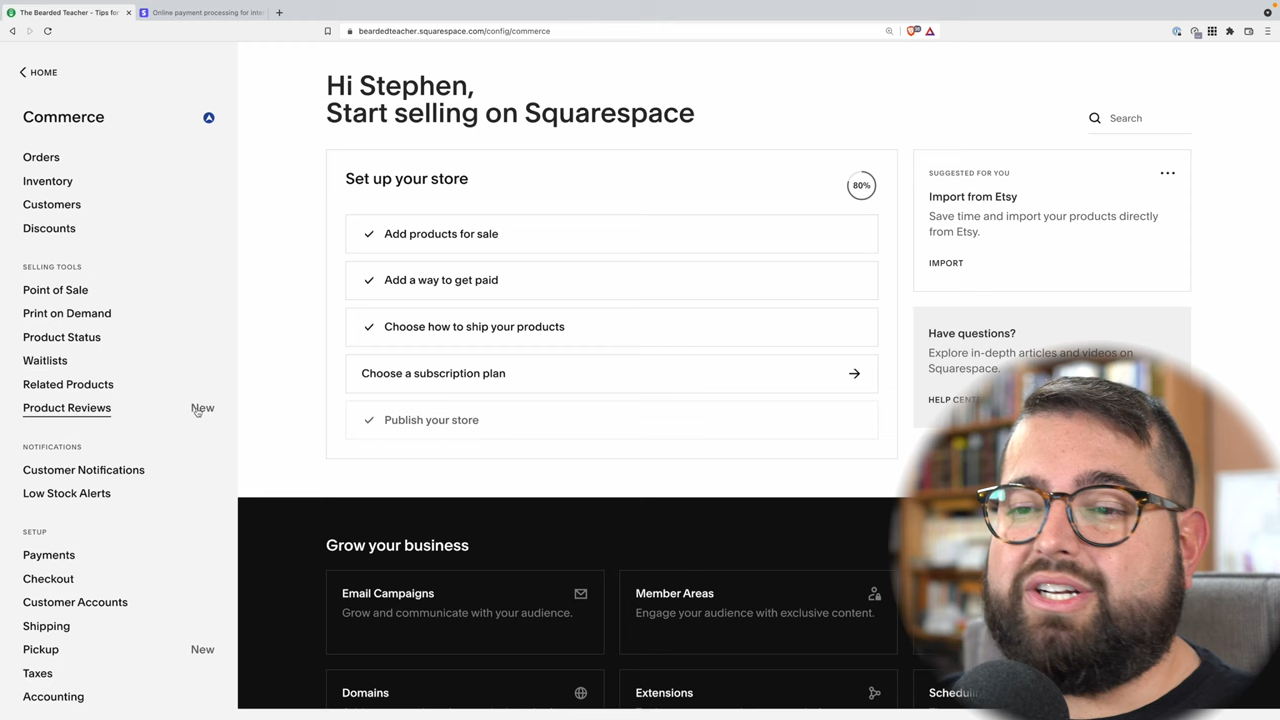 The Bearded Teacher – Tips for
Online payment processing for inte
beardedteacher.squarespace.com/config/commerce
HOME
Commerce
Orders
Inventory
Customers
Discounts
SELLING TOOLS
Point of Sale
Print on Demand
Product Status
Waitlists
Related Products
Product Reviews New
NOTIFICATIONS
Customer Notifications
Low Stock Alerts
SETUP
Payments
Checkout
Customer Accounts
Shipping
Pickup New
Taxes
Accounting
Hi Stephen,
Start selling on Squarespace
Search
Set up your store
80%
Add products for sale
Add a way to get paid
Choose how to ship your products
Choose a subscription plan
Publish your store
SUGGESTED FOR YOU
Import from Etsy
Save time and import your products directly
from Etsy.
IMPORT
Have questions?
Explore in-depth articles and videos on
Squarespace.
HELP CENT
Grow your business
Email Campaigns
Grow and communicate with your audience.
Member Areas
Engage your audience with exclusive content.
Domains
Extensions
Schedu